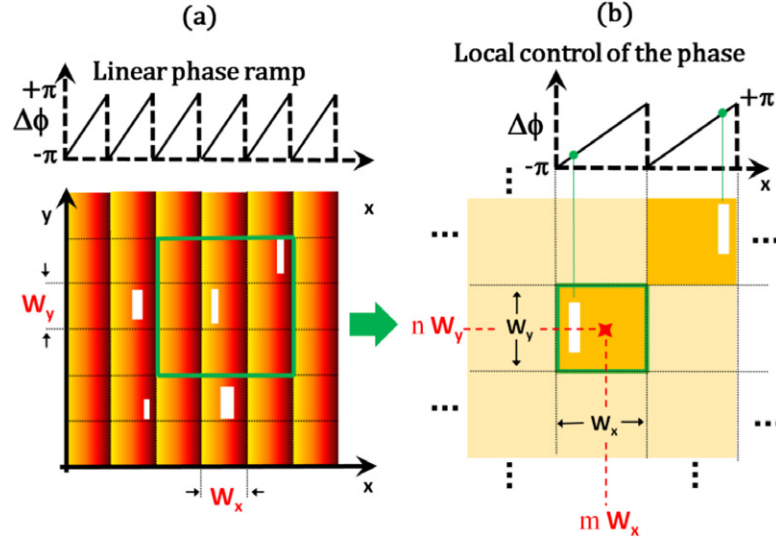 (a)
Linear phase ramp
+π
Δϕ
-π
x
y
Wy
x
Wx
(b)
Local control of the phase
+π
Δϕ
-π
x
n Wy
Wy
Wx
m Wx